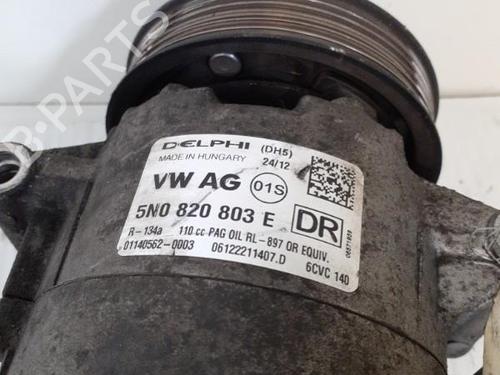 B-PARTS
DELPHI (DH5)
MADE IN HUNGARY 24/12
VW AG 01S
5N0 820 803 E DR
R-134a 110 cc PAG OIL RL-897 OR EQUIV.
01140562-0003 06122211407.D 6CVC 140